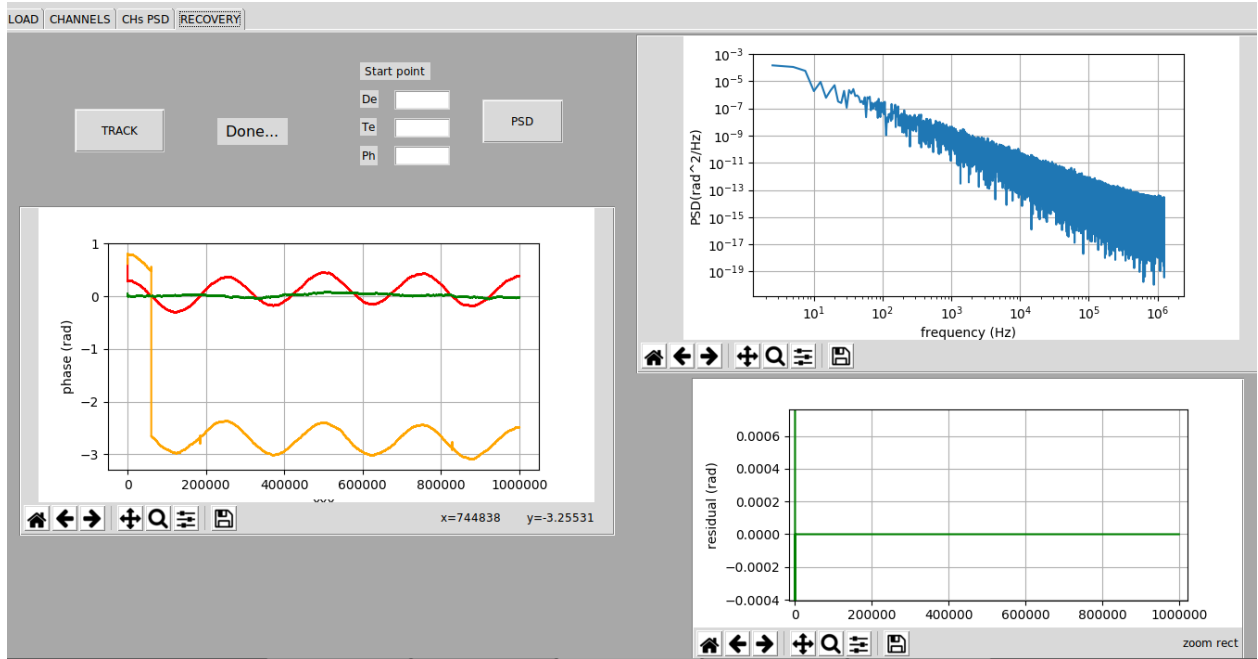 LOAD CHANNELS CHs PSD RECOVERY
Start point
De
TRACK
Done...
Te
PSD
Ph
10^-3
10^-5
10^-7
10^-9
10^-11
10^-13
10^-15
10^-17
10^-19
PSD(rad^2/Hz)
10^1 10^2 10^3 10^4 10^5 10^6
frequency (Hz)
1
0
−1
−2
−3
phase (rad)
0 200000 400000 600000 800000 1000000
x=744838 y=-3.25531
0.0006
0.0004
0.0002
0.0000
−0.0002
−0.0004
residual (rad)
0 200000 400000 600000 800000 1000000
zoom rect